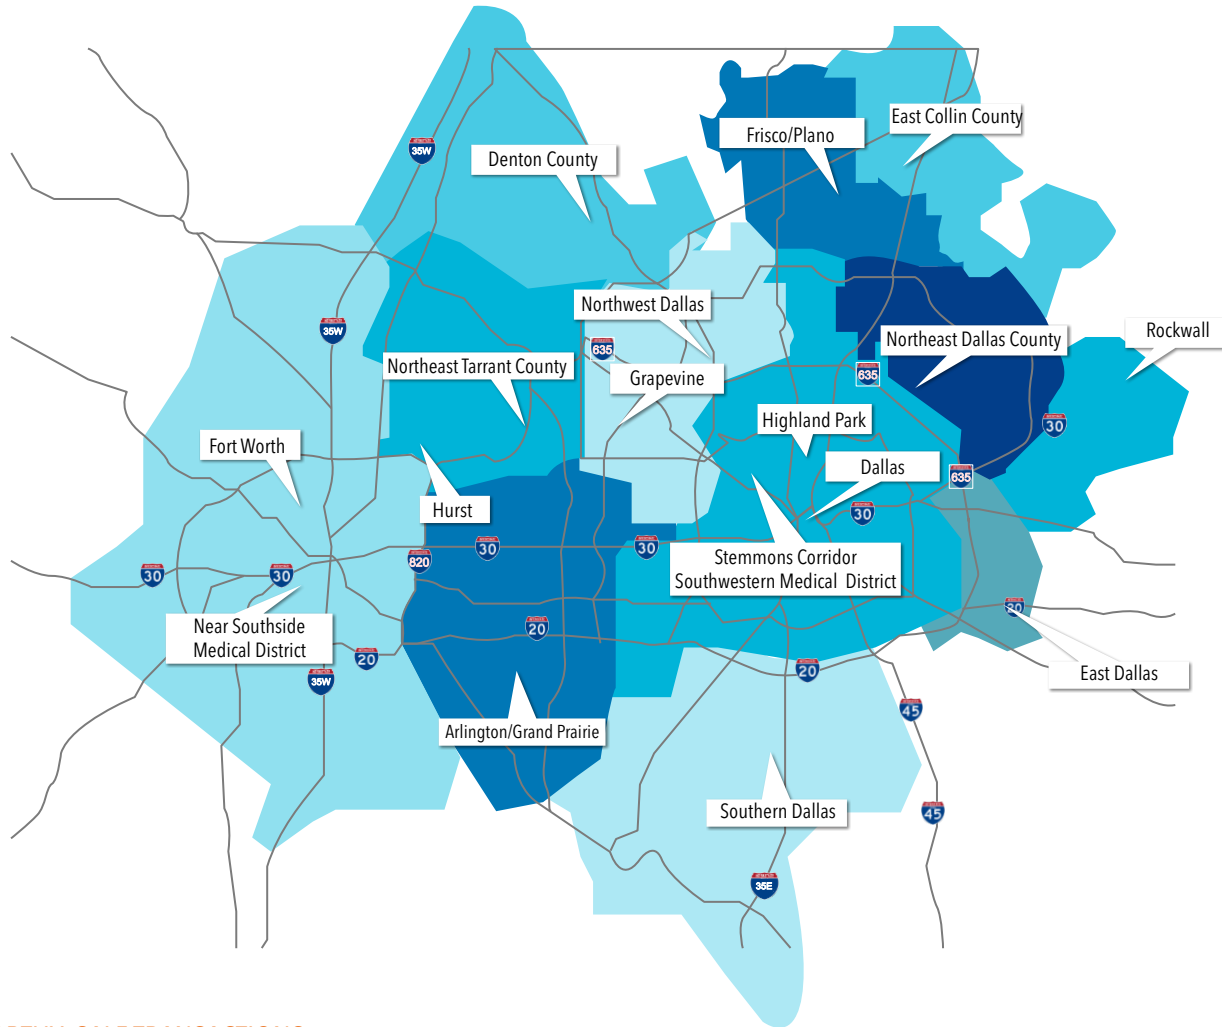 East Collin County
Frisco/Plano
35W
Denton County
Northwest Dallas
35W
Rockwall
Northeast Dallas County
635
Northeast Tarrant County
Grapevine
635
Highland Park
30
Fort Worth
Dallas
635
Hurst
30
30
30
820
Stemmons Corridor
Southwestern Medical District
30
30
20
Near Southside
Medical District
20
20
35W
20
East Dallas
45
Arlington/Grand Prairie
Southern Dallas
45
35E